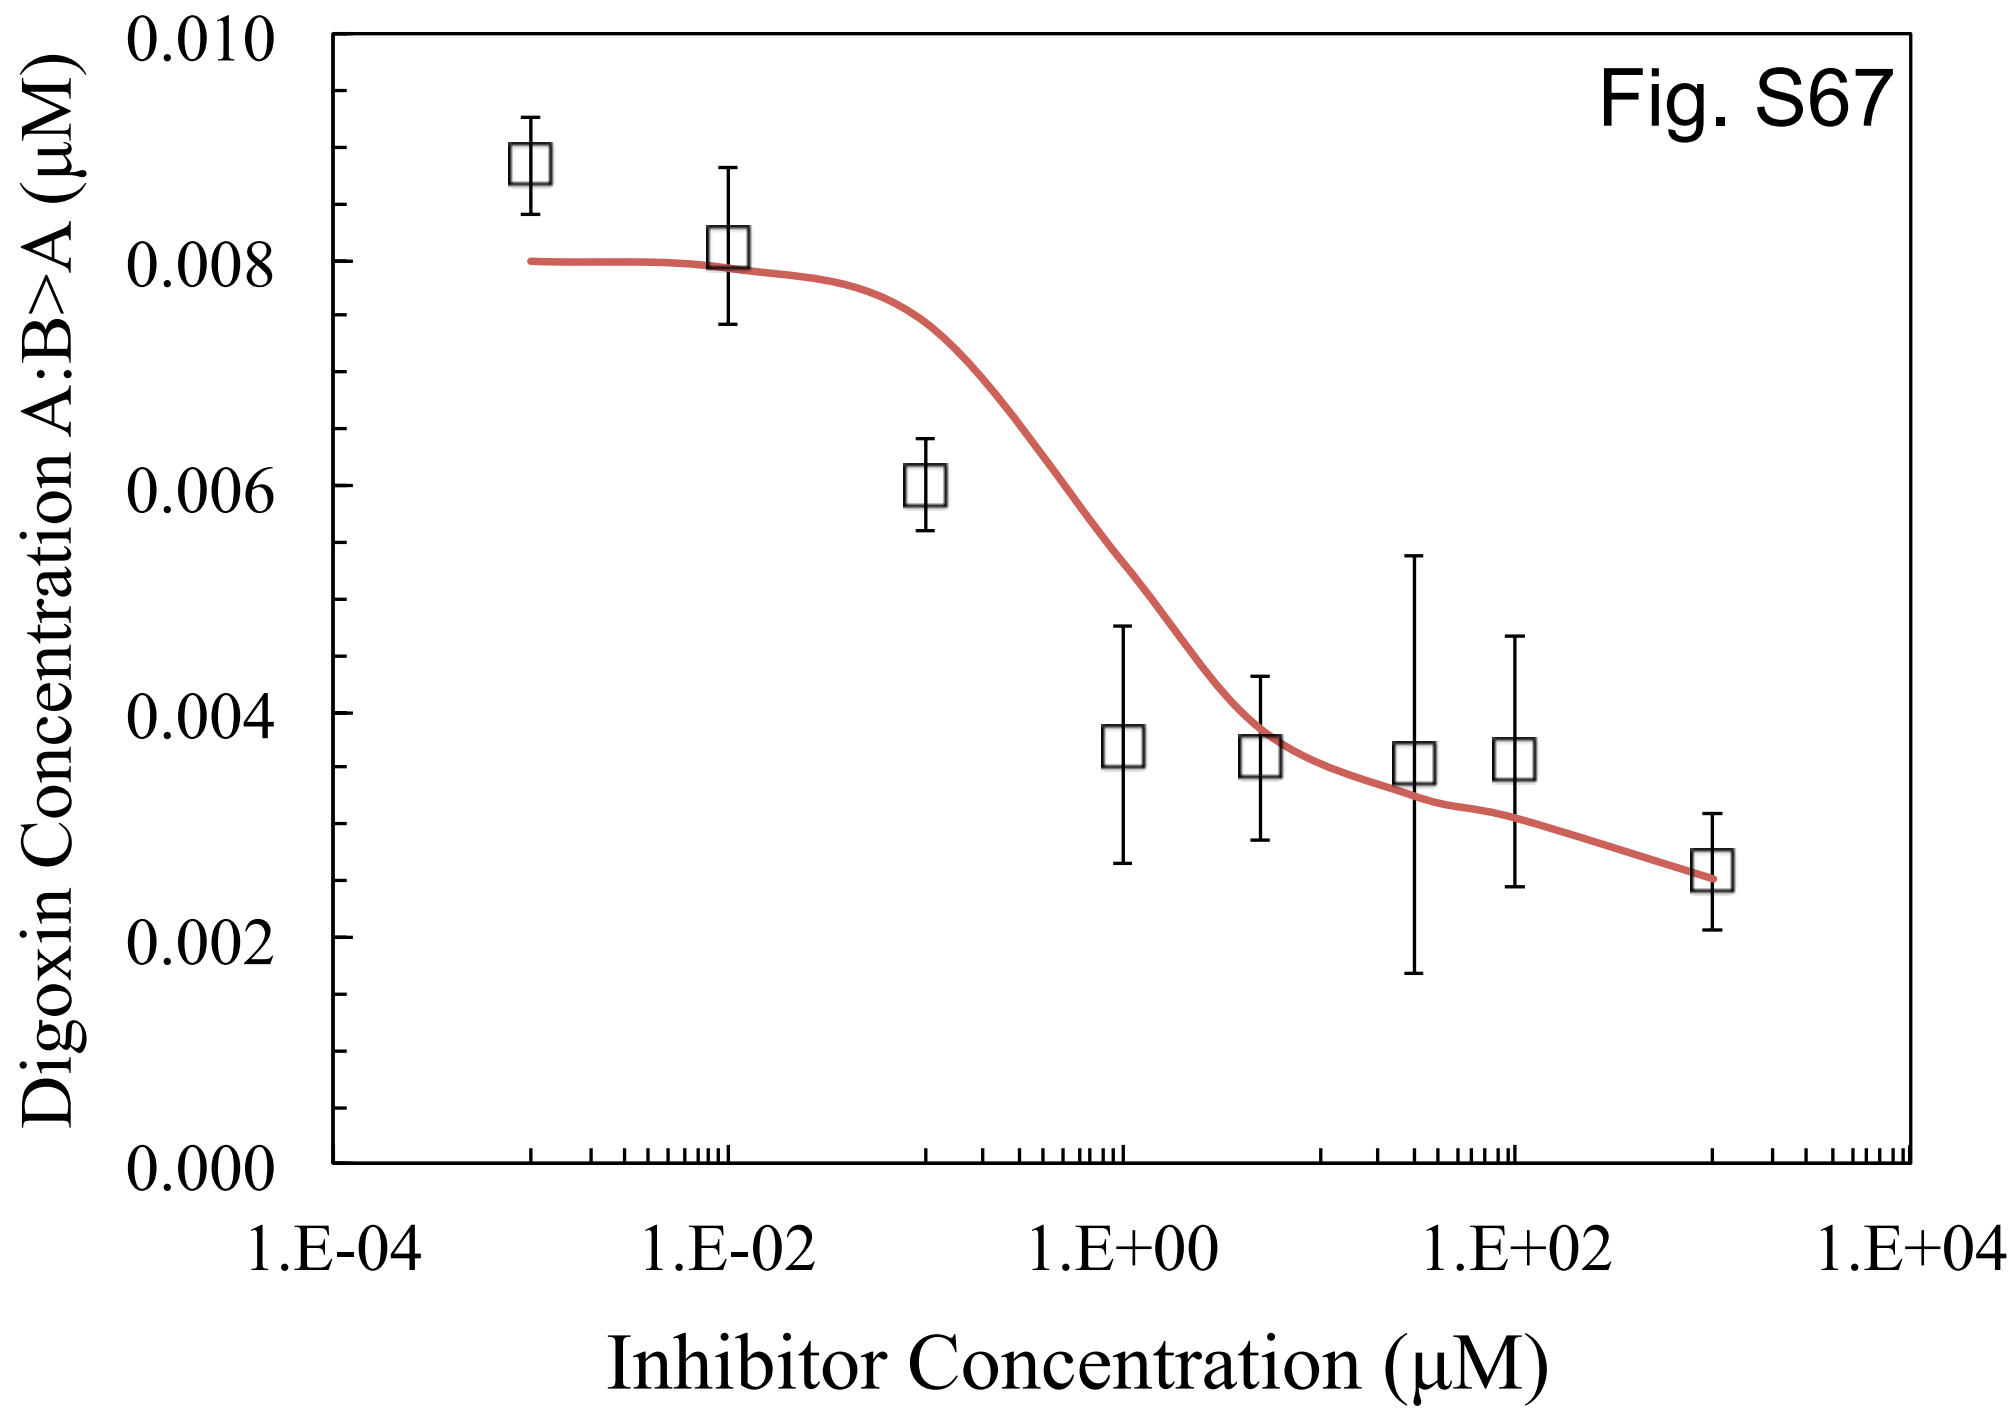 Fig. S67
Digoxin Concentration A:B>A (μM)
0.010
0.008
0.006
0.004
0.002
0.000
1.E-04 1.E-02 1.E+00 1.E+02 1.E+04
Inhibitor Concentration (μM)